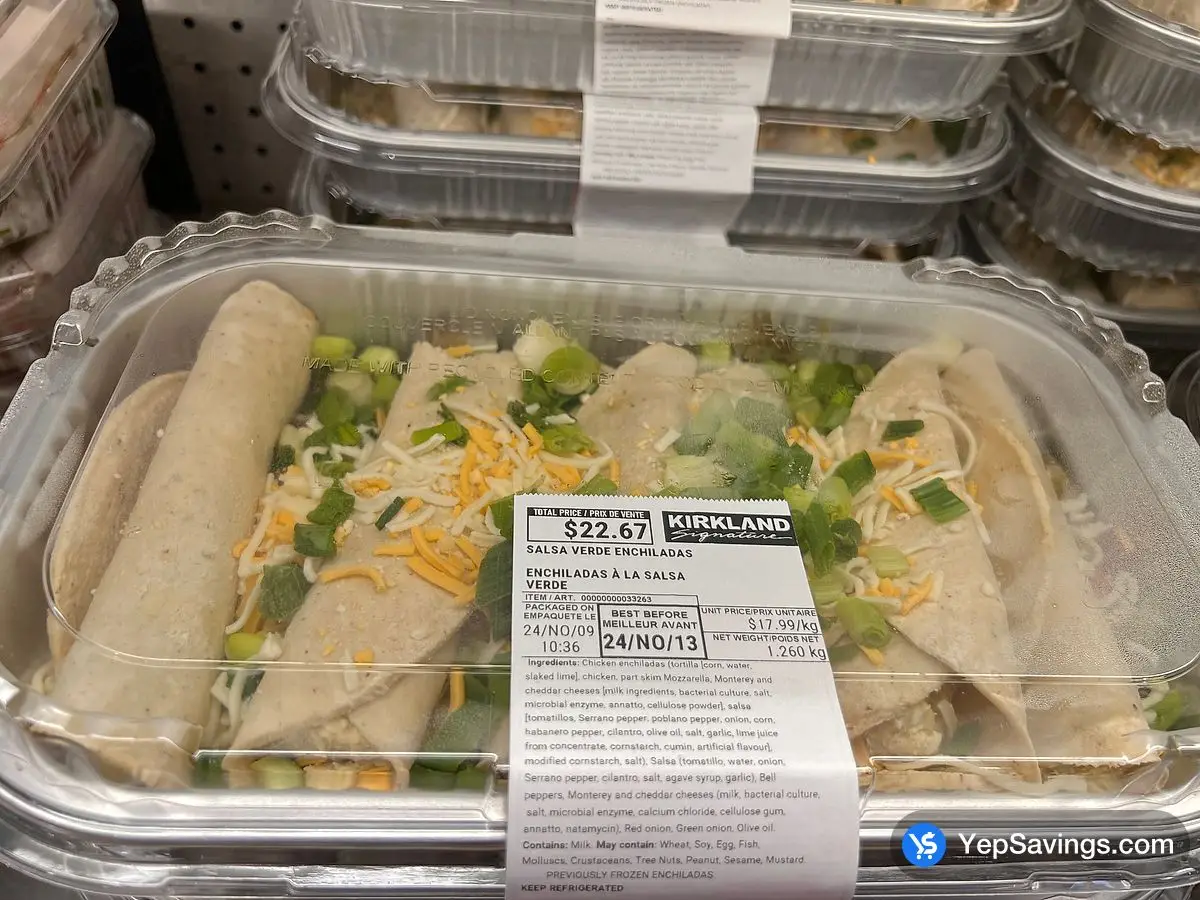 MADE WITH RECYCLED CONTENT
TOTAL PRICE / PRIX DE VENTE
$22.67
KIRKLAND
Signature
SALSA VERDE ENCHILADAS
ENCHILADAS À LA SALSA
VERDE
ITEM / ART. 00000000033263
PACKAGED ON
EMPAQUETÉ LE
24/NO/09
10:36
BEST BEFORE
MEILLEUR AVANT
24/NO/13
UNIT PRICE/PRIX UNITAIRE
$17.99/kg
NET WEIGHT/POIDS NET
1.260 kg
Ingredients: Chicken enchiladas (tortilla [corn, water,
slaked lime], chicken, part skim Mozzarella, Monterey and
cheddar cheeses [milk ingredients, bacterial culture, salt,
microbial enzyme, annatto, cellulose powder], salsa
[tomatillos, Serrano pepper, poblano pepper, onion, corn,
habanero pepper, cilantro, olive oil, salt, garlic, lime juice
from concentrate, cornstarch, cumin, artificial flavour],
modified cornstarch, salt), Salsa (tomatillo, water, onion,
Serrano pepper, cilantro, salt, agave syrup, garlic), Bell
peppers, Monterey and cheddar cheeses (milk, bacterial culture,
salt, microbial enzyme, calcium chloride, cellulose gum,
annatto, natamycin), Red onion, Green onion, Olive oil.
Contains: Milk. May contain: Wheat, Soy, Egg, Fish,
Molluscs, Crustaceans, Tree Nuts, Peanut, Sesame, Mustard.
PREVIOUSLY FROZEN ENCHILADAS
KEEP REFRIGERATED
YepSavings.com